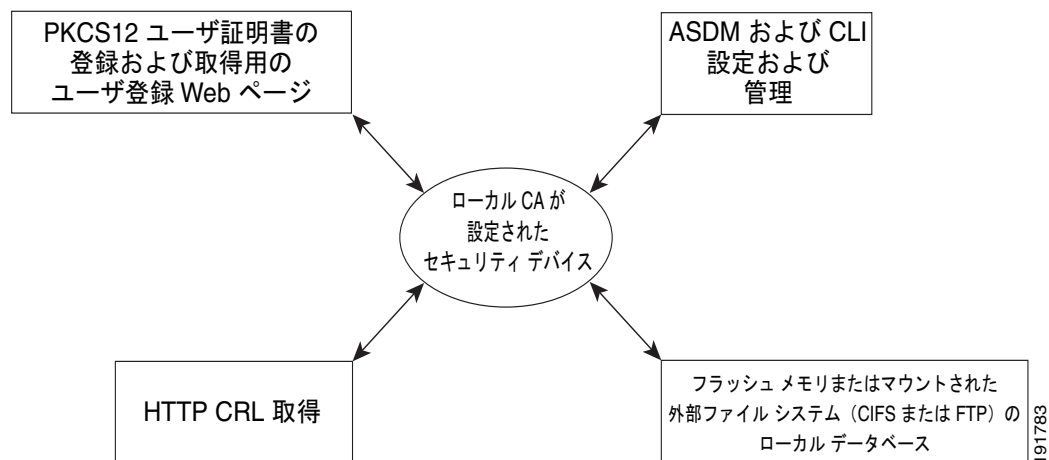 PKCS12 ユーザ証明書の
登録および取得用の
ユーザ登録 Web ページ
ASDM および CLI
設定および
管理
ローカル CA が
設定された
セキュリティ デバイス
HTTP CRL 取得
フラッシュ メモリまたはマウントされた
外部ファイル システム（CIFS または FTP）の
ローカル データベース
191783